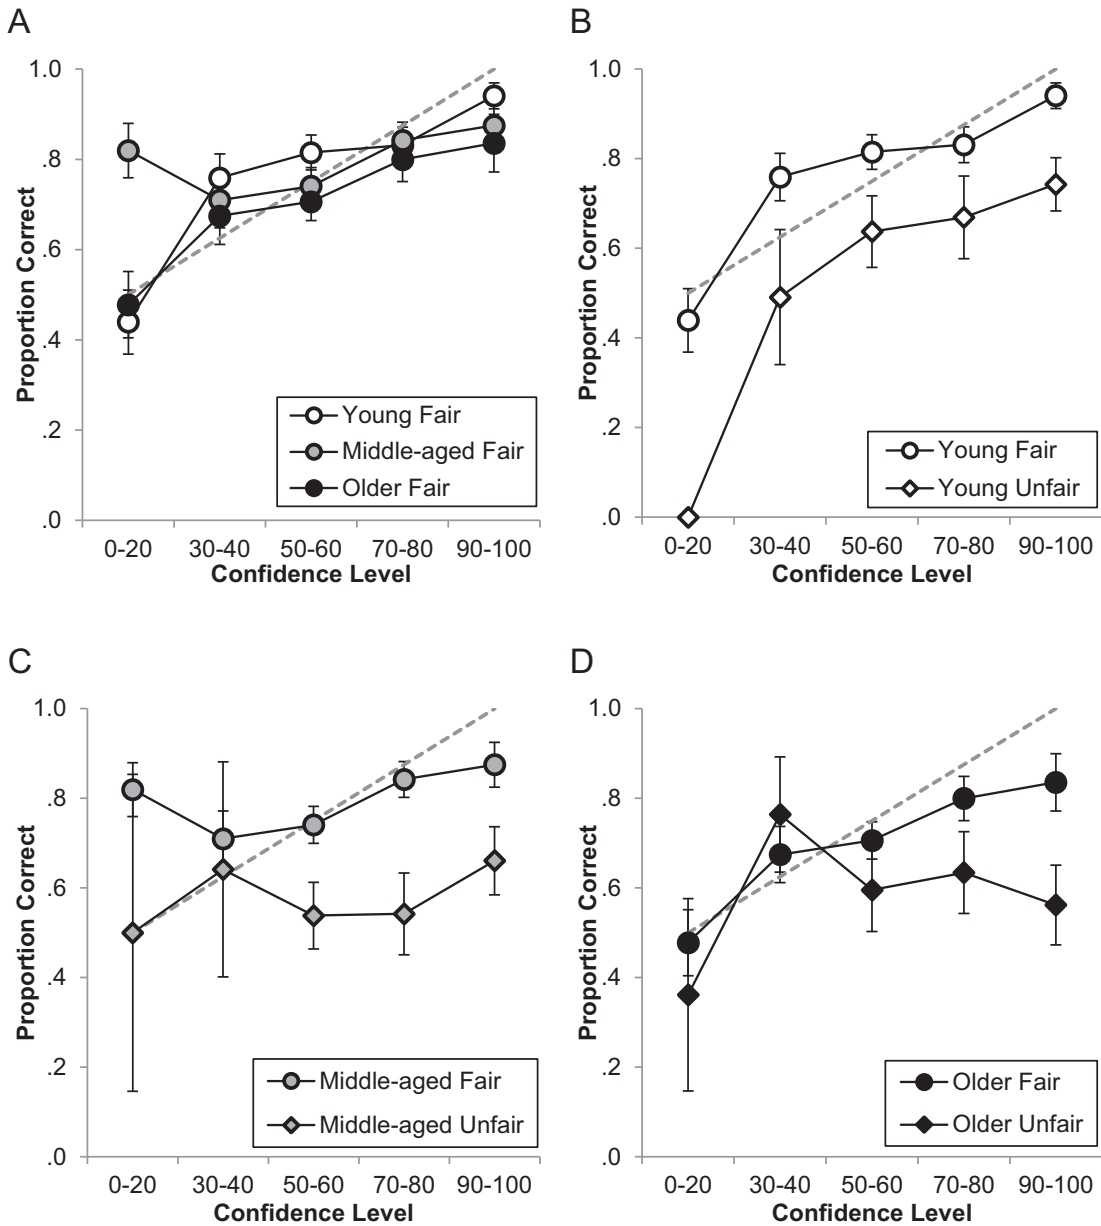 A
Proportion Correct
1.0
.8
.6
.4
.2
.0
Young Fair
Middle-aged Fair
Older Fair
0-20 30-40 50-60 70-80 90-100
Confidence Level
B
Proportion Correct
1.0
.8
.6
.4
.2
.0
Young Fair
Young Unfair
0-20 30-40 50-60 70-80 90-100
Confidence Level
C
Proportion Correct
1.0
.8
.6
.4
.2
.0
Middle-aged Fair
Middle-aged Unfair
0-20 30-40 50-60 70-80 90-100
Confidence Level
D
Proportion Correct
1.0
.8
.6
.4
.2
.0
Older Fair
Older Unfair
0-20 30-40 50-60 70-80 90-100
Confidence Level